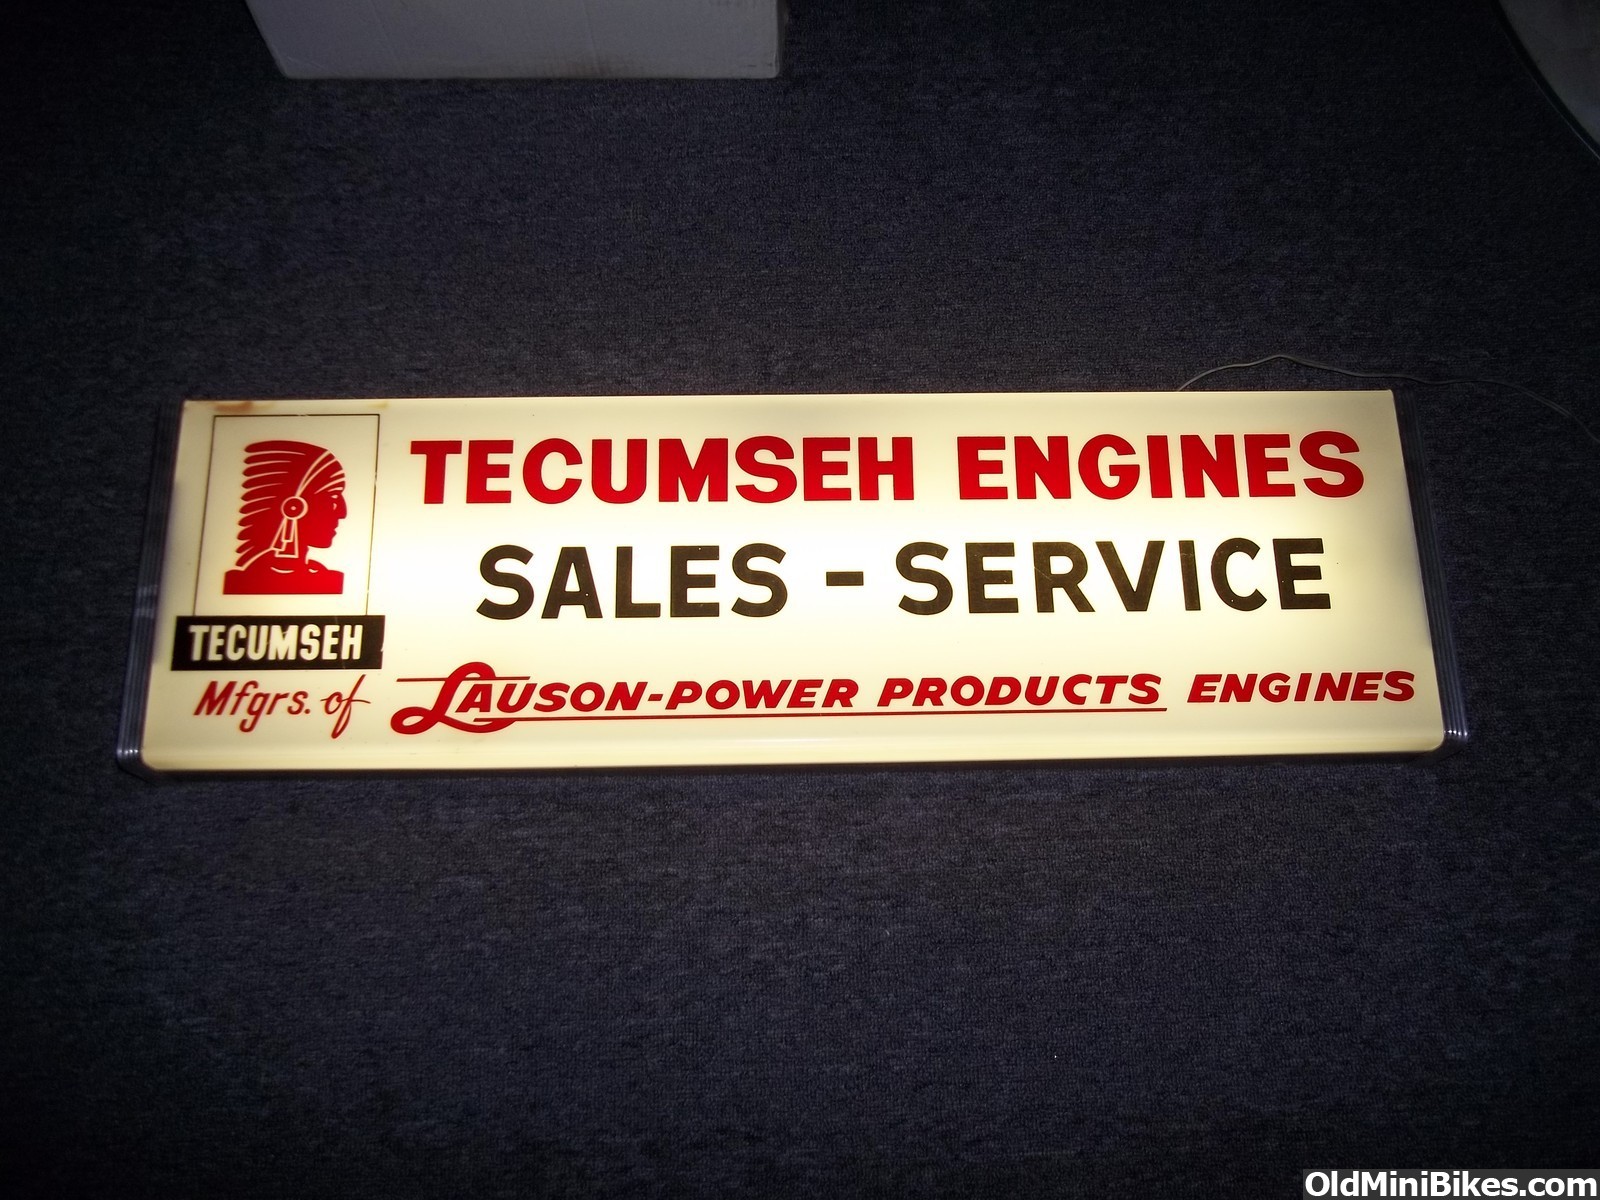 TECUMSEH ENGINES
SALES - SERVICE
TECUMSEH
Mfgrs. of LAUSON-POWER PRODUCTS ENGINES
OldMiniBikes.com